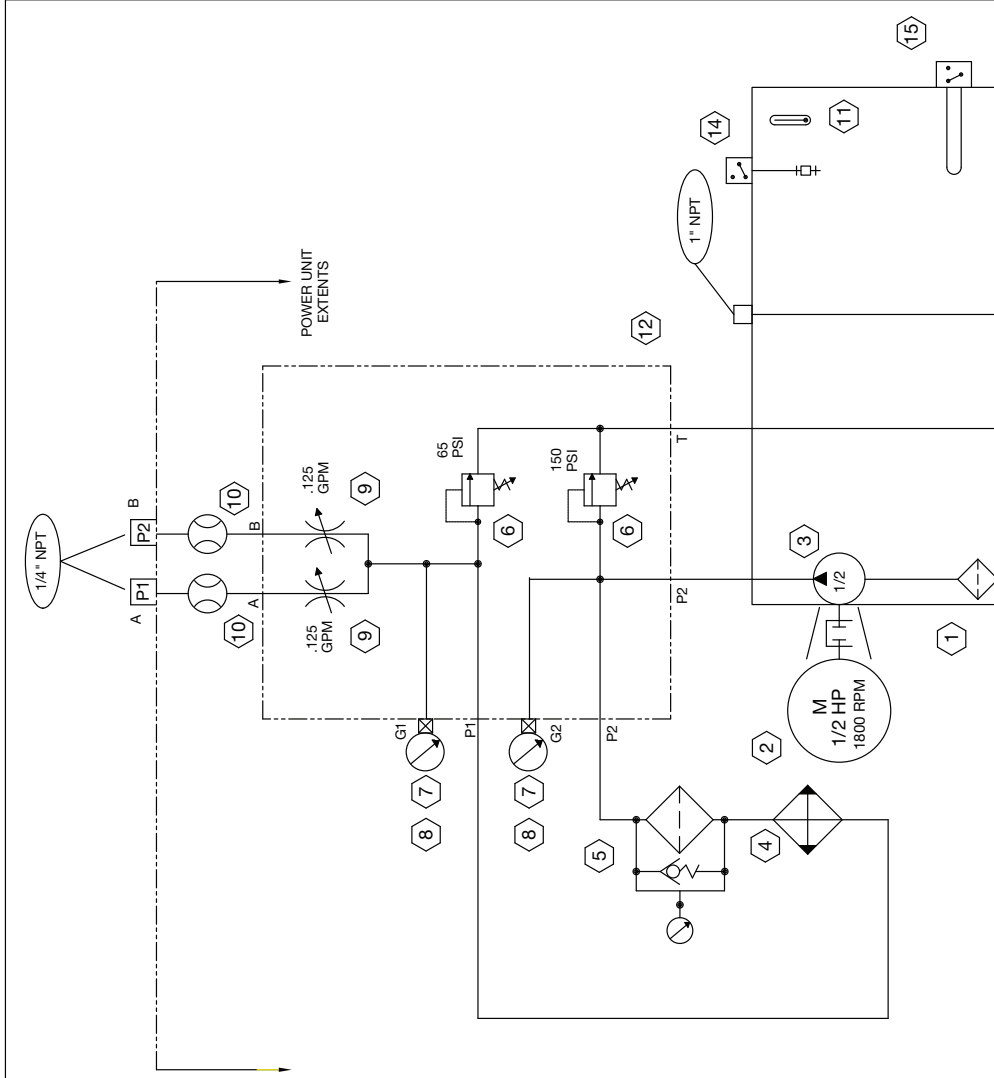 1/4" NPT
A
P1
P2
B
10
10
A
B
.125
GPM
.125
GPM
9
9
POWER UNIT
EXTENTS
G1
7
8
P1
65
PSI
6
G2
7
8
P2
150
PSI
6
T
P2
12
1" NPT
14
11
15
5
4
2
M
1/2 HP
1800 RPM
1/2
3
1